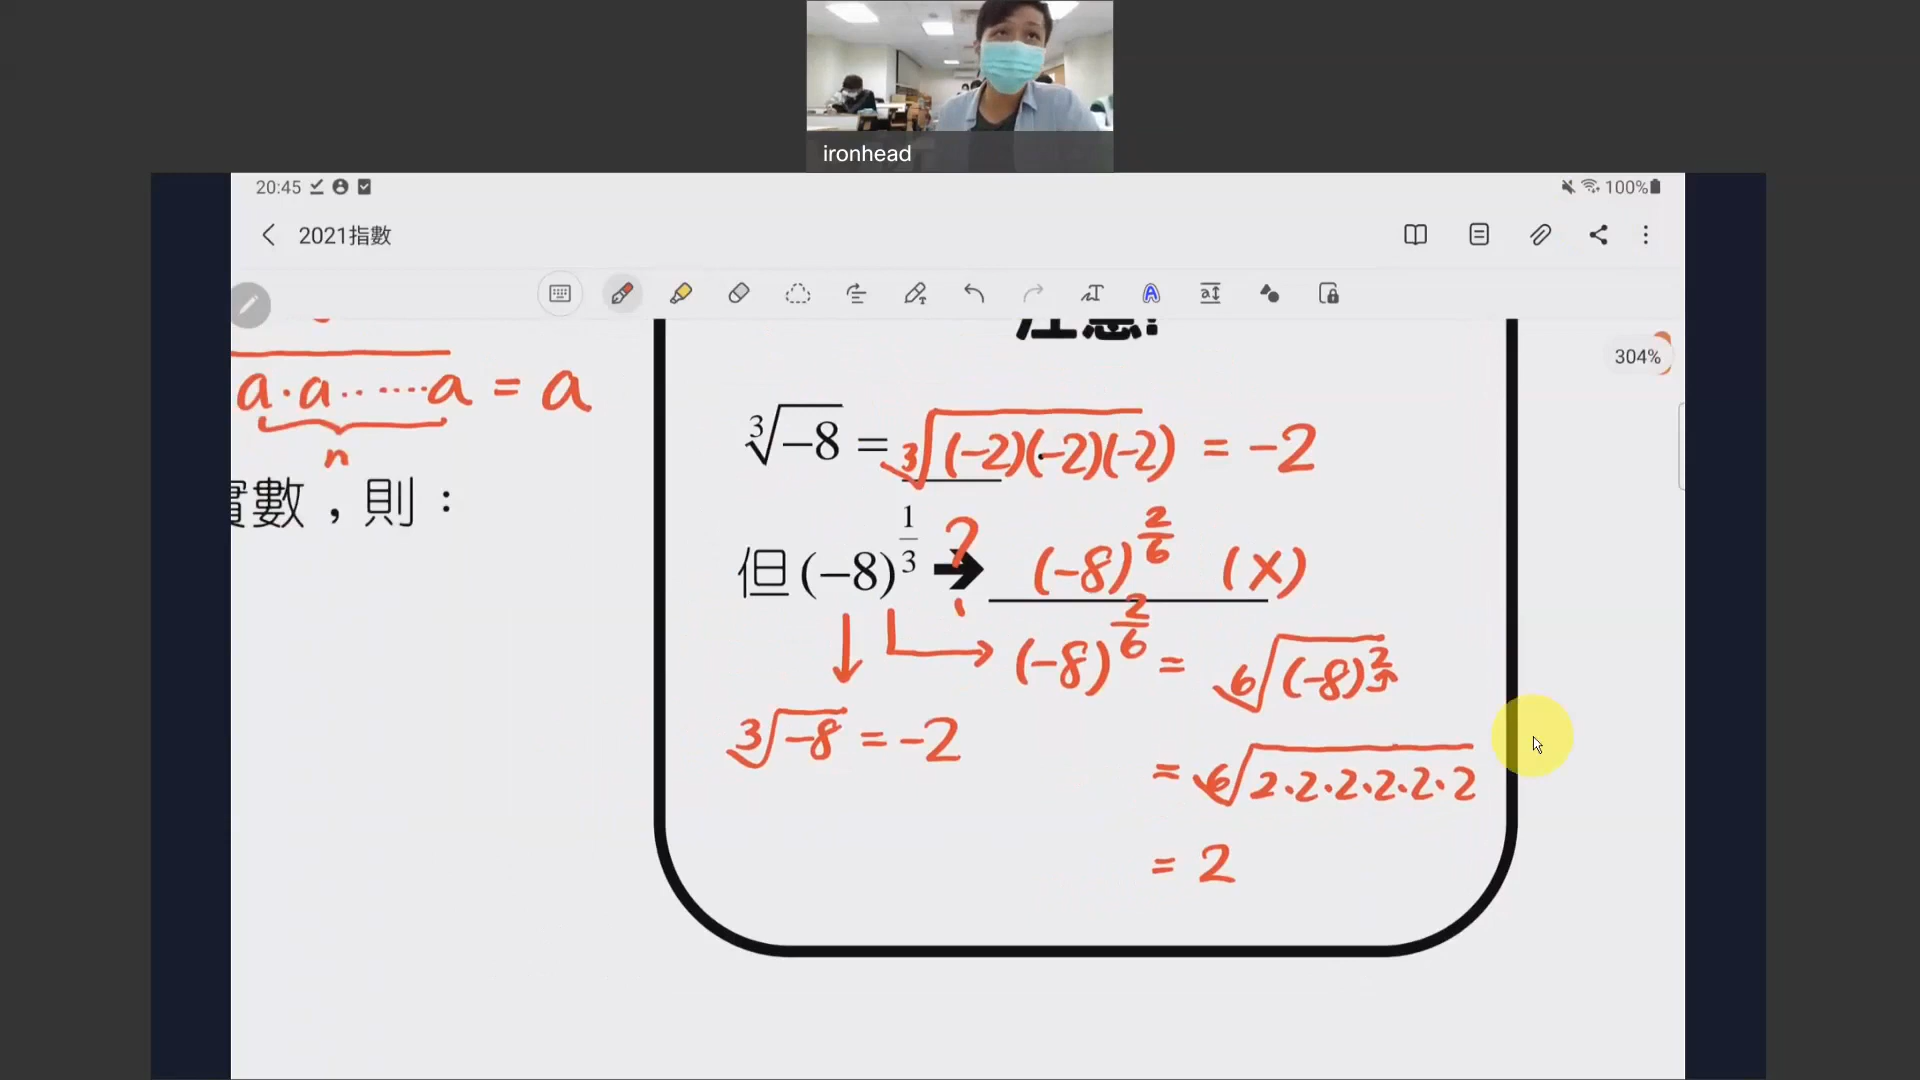 ironhead
20:45
100%
2021指數
304%
注意!
a·a·······a = a
n
實數，則：
∛−8 = ∛(-2)(-2)(-2) = -2
但(−8)^(1/3) ➔ ? (-8)^(2/6) (×)
(-8)^(2/6) = ⁶√(-8)²
∛-8 = -2
= ⁶√2·2·2·2·2·2
= 2